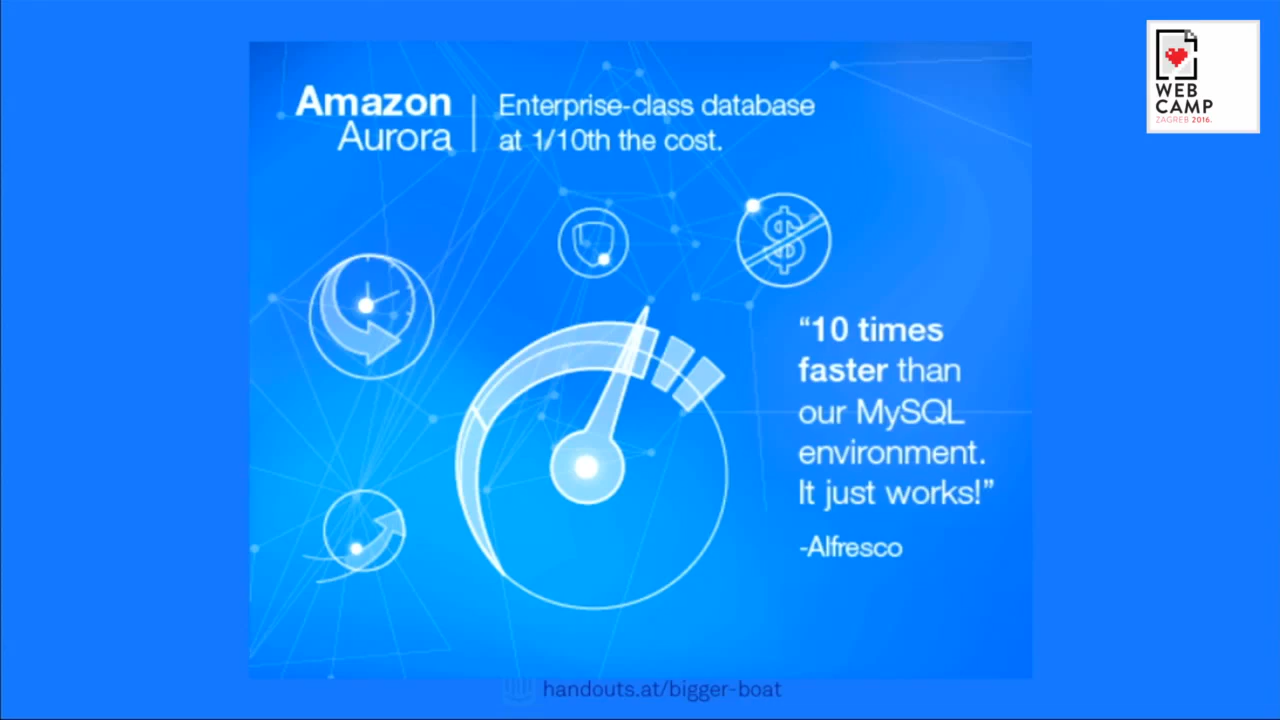 Amazon
Aurora
Enterprise-class database
at 1/10th the cost.
“10 times
faster than
our MySQL
environment.
It just works!”
-Alfresco
handouts.at/bigger-boat
WEB
CAMP
ZAGREB 2016.